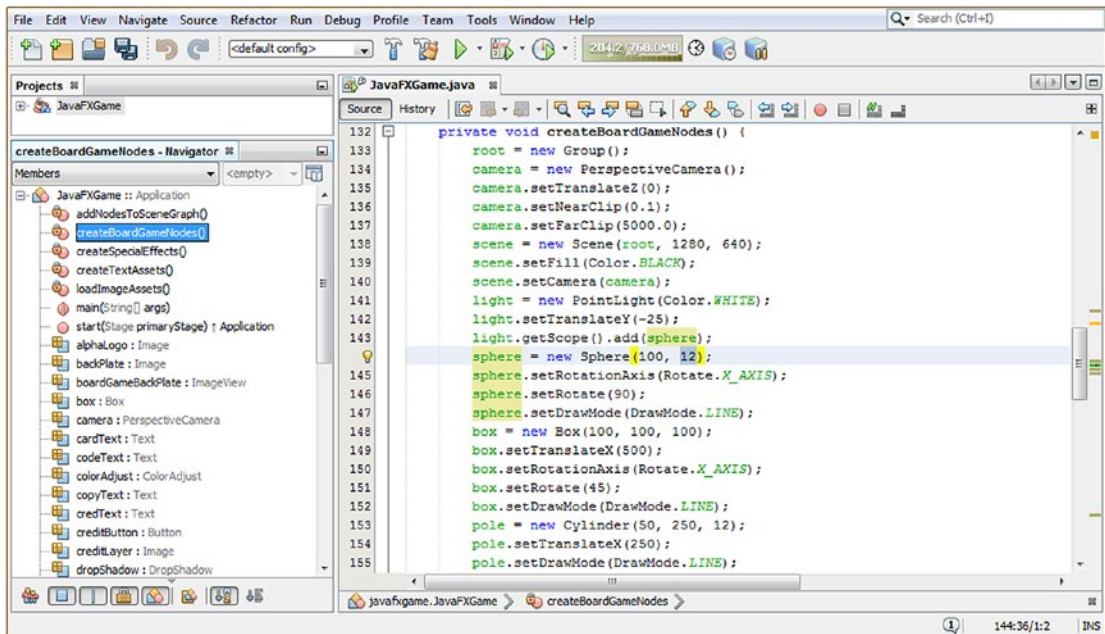 File Edit View Navigate Source Refactor Run Debug Profile Team Tools Window Help
Search (Ctrl+I)
<default config>
204.2/768.0MB
Projects
JavaFXGame
createBoardGameNodes - Navigator
Members
<empty>
JavaFXGame :: Application
addNodesToSceneGraph()
createBoardGameNodes()
createSpecialEffects()
createTextAssets()
loadImageAssets()
main(String[] args)
start(Stage primaryStage) ↑ Application
alphaLogo : Image
backPlate : Image
boardGameBackPlate : ImageView
box : Box
camera : PerspectiveCamera
cardText : Text
codeText : Text
colorAdjust : ColorAdjust
copyText : Text
credText : Text
creditButton : Button
creditLayer : Image
dropShadow : DropShadow
JavaFXGame.java
Source History
132 private void createBoardGameNodes() {
133 root = new Group();
134 camera = new PerspectiveCamera();
135 camera.setTranslateZ(0);
136 camera.setNearClip(0.1);
137 camera.setFarClip(5000.0);
138 scene = new Scene(root, 1280, 640);
139 scene.setFill(Color.BLACK);
140 scene.setCamera(camera);
141 light = new PointLight(Color.WHITE);
142 light.setTranslateY(-25);
143 light.getScope().add(sphere);
sphere = new Sphere(100, 12);
145 sphere.setRotationAxis(Rotate.X_AXIS);
146 sphere.setRotate(90);
147 sphere.setDrawMode(DrawMode.LINE);
148 box = new Box(100, 100, 100);
149 box.setTranslateX(500);
150 box.setRotationAxis(Rotate.X_AXIS);
151 box.setRotate(45);
152 box.setDrawMode(DrawMode.LINE);
153 pole = new Cylinder(50, 250, 12);
154 pole.setTranslateX(250);
155 pole.setDrawMode(DrawMode.LINE);
javafxgame.JavaFXGame createBoardGameNodes
1 144:36/1:2 INS